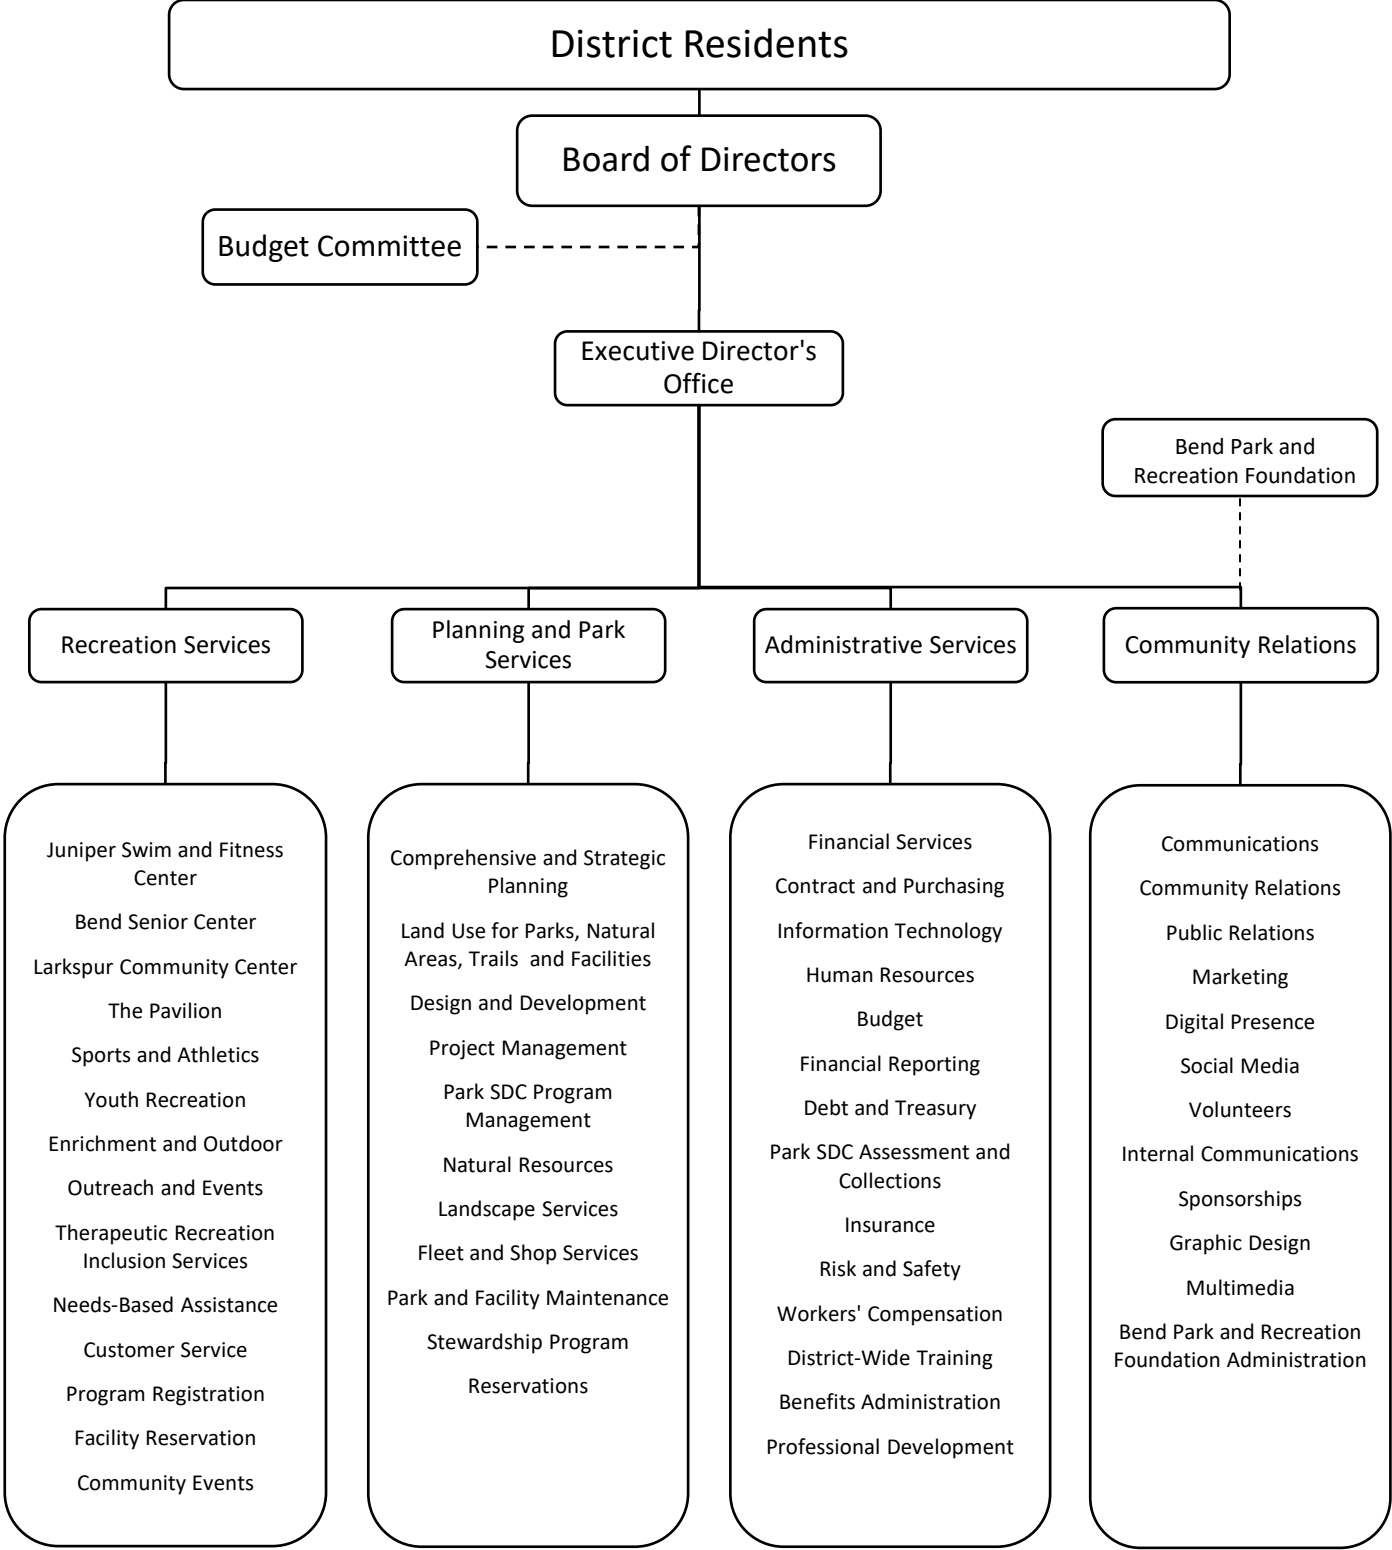 District Residents
Board of Directors
Budget Committee
Executive Director's
Office
Bend Park and
Recreation Foundation
Recreation Services
Planning and Park
Services
Administrative Services
Community Relations
Juniper Swim and Fitness
Center
Bend Senior Center
Larkspur Community Center
The Pavilion
Sports and Athletics
Youth Recreation
Enrichment and Outdoor
Outreach and Events
Therapeutic Recreation
Inclusion Services
Needs-Based Assistance
Customer Service
Program Registration
Facility Reservation
Community Events
Comprehensive and Strategic
Planning
Land Use for Parks, Natural
Areas, Trails and Facilities
Design and Development
Project Management
Park SDC Program
Management
Natural Resources
Landscape Services
Fleet and Shop Services
Park and Facility Maintenance
Stewardship Program
Reservations
Financial Services
Contract and Purchasing
Information Technology
Human Resources
Budget
Financial Reporting
Debt and Treasury
Park SDC Assessment and
Collections
Insurance
Risk and Safety
Workers' Compensation
District-Wide Training
Benefits Administration
Professional Development
Communications
Community Relations
Public Relations
Marketing
Digital Presence
Social Media
Volunteers
Internal Communications
Sponsorships
Graphic Design
Multimedia
Bend Park and Recreation
Foundation Administration